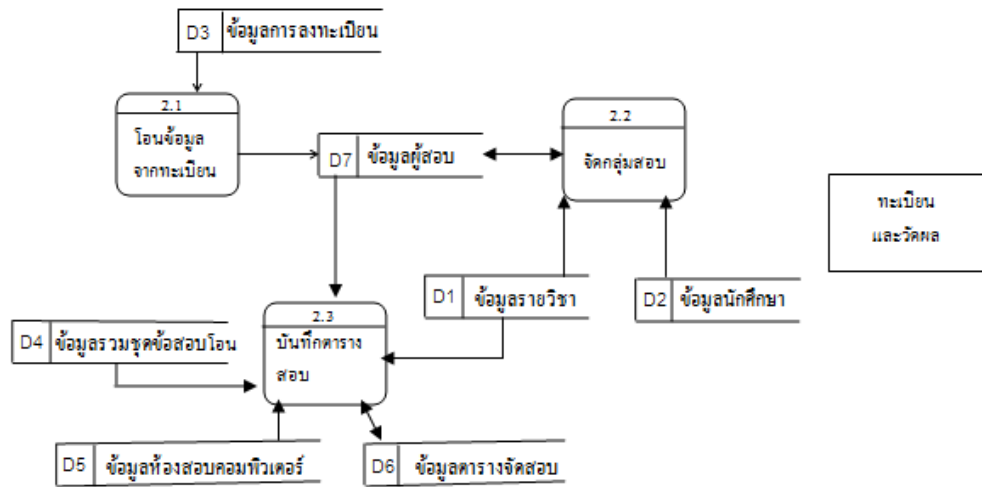 D3 ข้อมูลการลงทะเบียน
2.1
โอนข้อมูล
จากทะเบียน
2.2
จัดกลุ่มสอบ
D7 ข้อมูลผู้สอบ
ทะเบียน
และวัดผล
D1 ข้อมูลรายวิชา
D2 ข้อมูลนักศึกษา
2.3
บันทึกตาราง
สอบ
D4 ข้อมูลรวมชุดข้อสอบโอน
D5 ข้อมูลห้องสอบคอมพิวเตอร์
D6 ข้อมูลตารางจัดสอบ